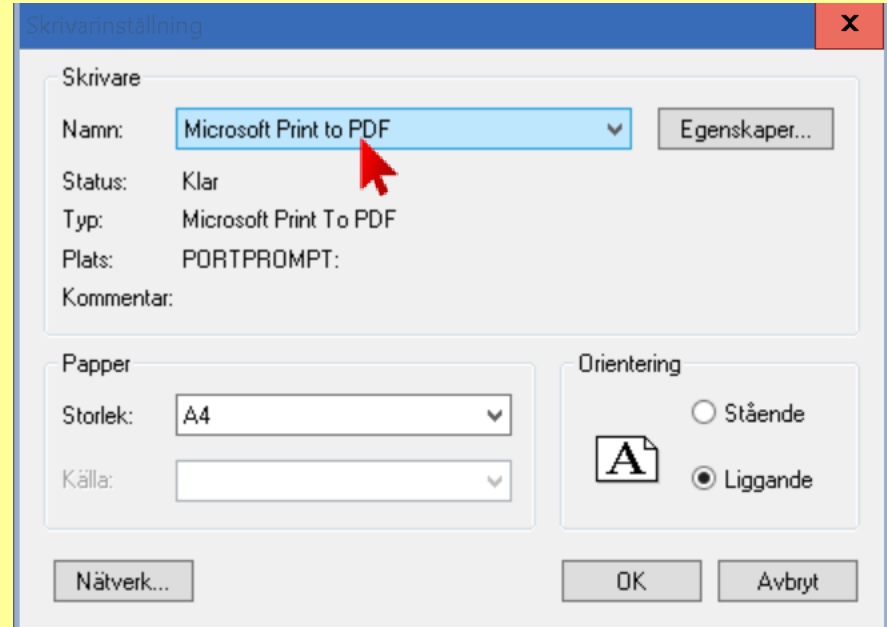 Skrivarinställning
X
Skrivare
Namn: Microsoft Print to PDF Egenskaper...
Status: Klar
Typ: Microsoft Print To PDF
Plats: PORTPROMPT:
Kommentar:
Papper
Storlek: A4
Källa:
Orientering
A
Stående
Liggande
Nätverk... OK Avbryt